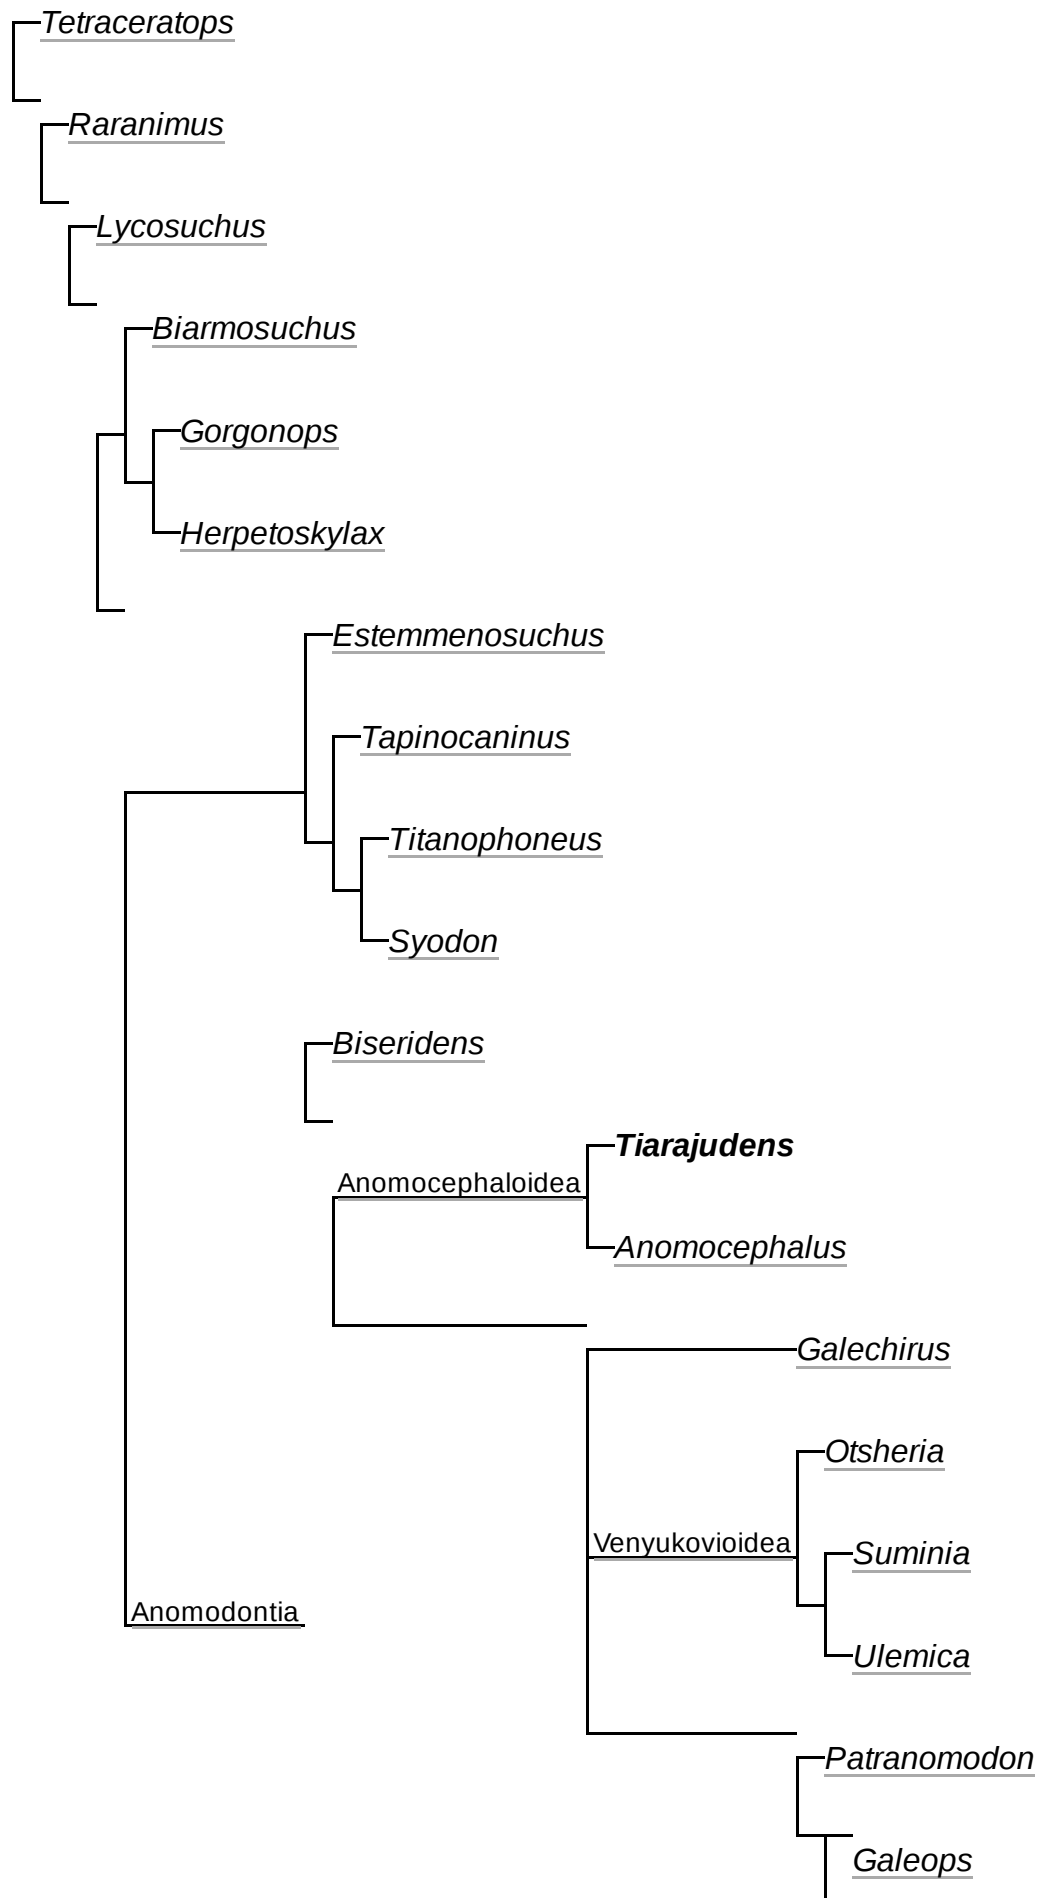 Tetraceratops
Raranimus
Lycosuchus
Biarmosuchus
Gorgonops
Herpetoskylax
Estemmenosuchus
Tapinocaninus
Titanophoneus
Syodon
Biseridens
Tiarajudens
Anomocephaloidea
Anomocephalus
Galechirus
Otsheria
Venyukovioidea
Suminia
Anomodontia
Ulemica
Patranomodon
Galeops